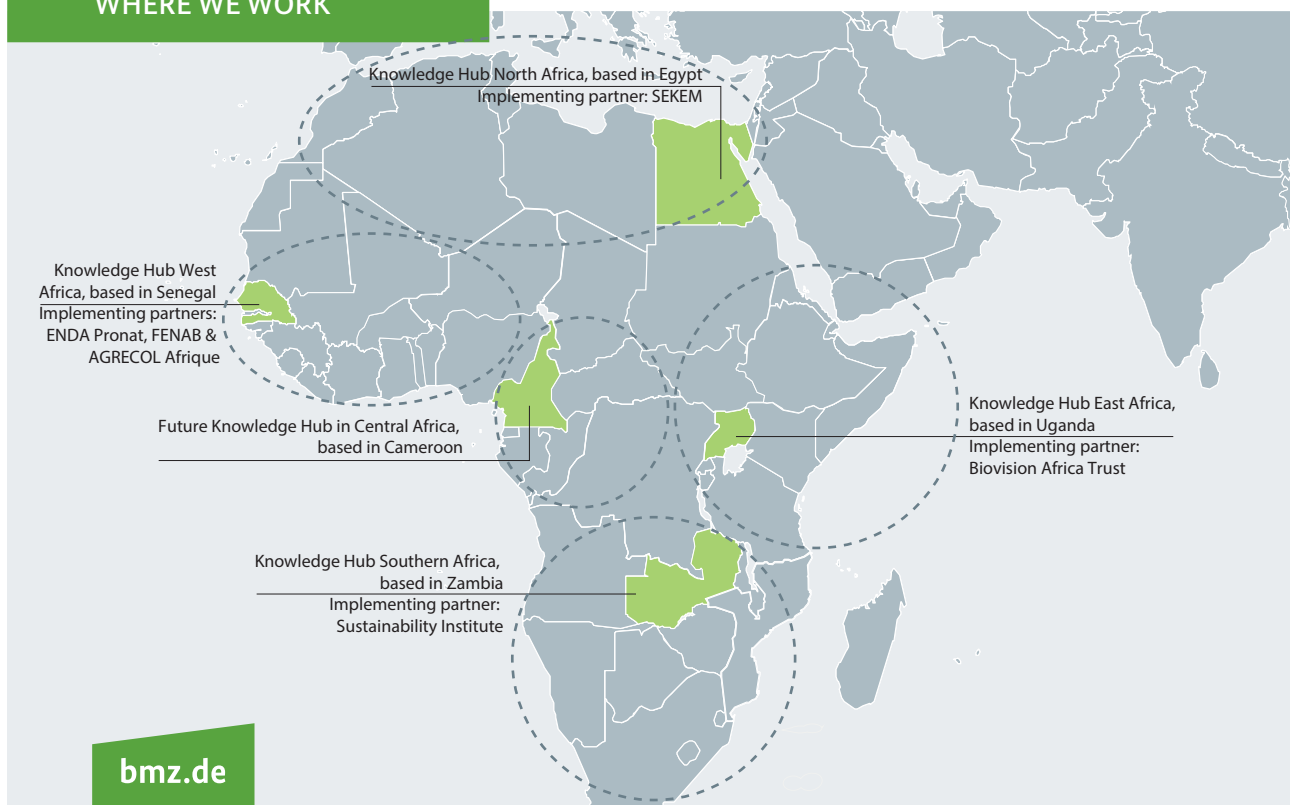 WHERE WE WORK
Knowledge Hub North Africa, based in Egypt
Implementing partner: SEKEM
Knowledge Hub West
Africa, based in Senegal
Implementing partners:
ENDA Pronat, FENAB &
AGRECOL Afrique
Future Knowledge Hub in Central Africa,
based in Cameroon
Knowledge Hub East Africa,
based in Uganda
Implementing partner:
Biovision Africa Trust
Knowledge Hub Southern Africa,
based in Zambia
Implementing partner:
Sustainability Institute
bmz.de